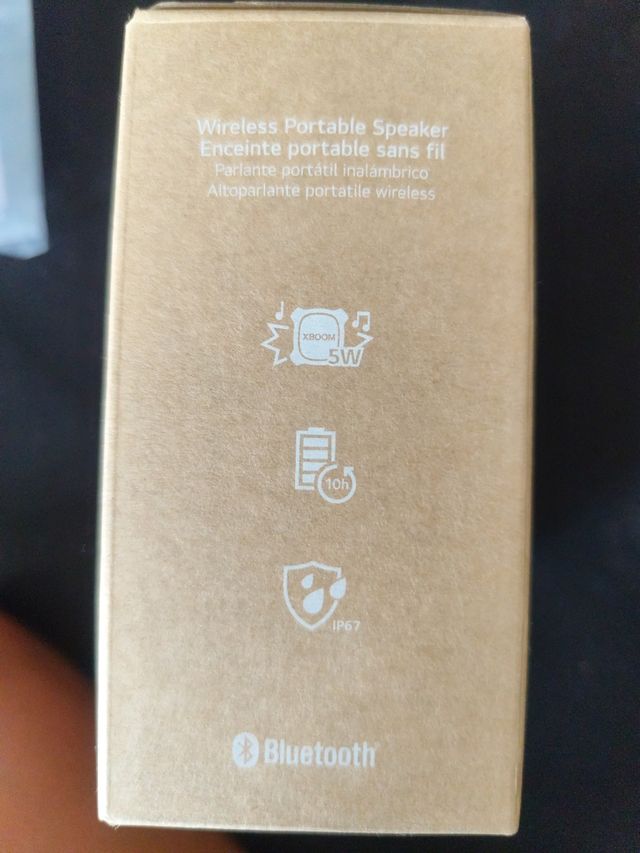 Wireless Portable Speaker
Enceinte portable sans fil
Parlante portátil inalámbrico
Altoparlante portatile wireless
XBOOM
5W
10h
IP67
Bluetooth